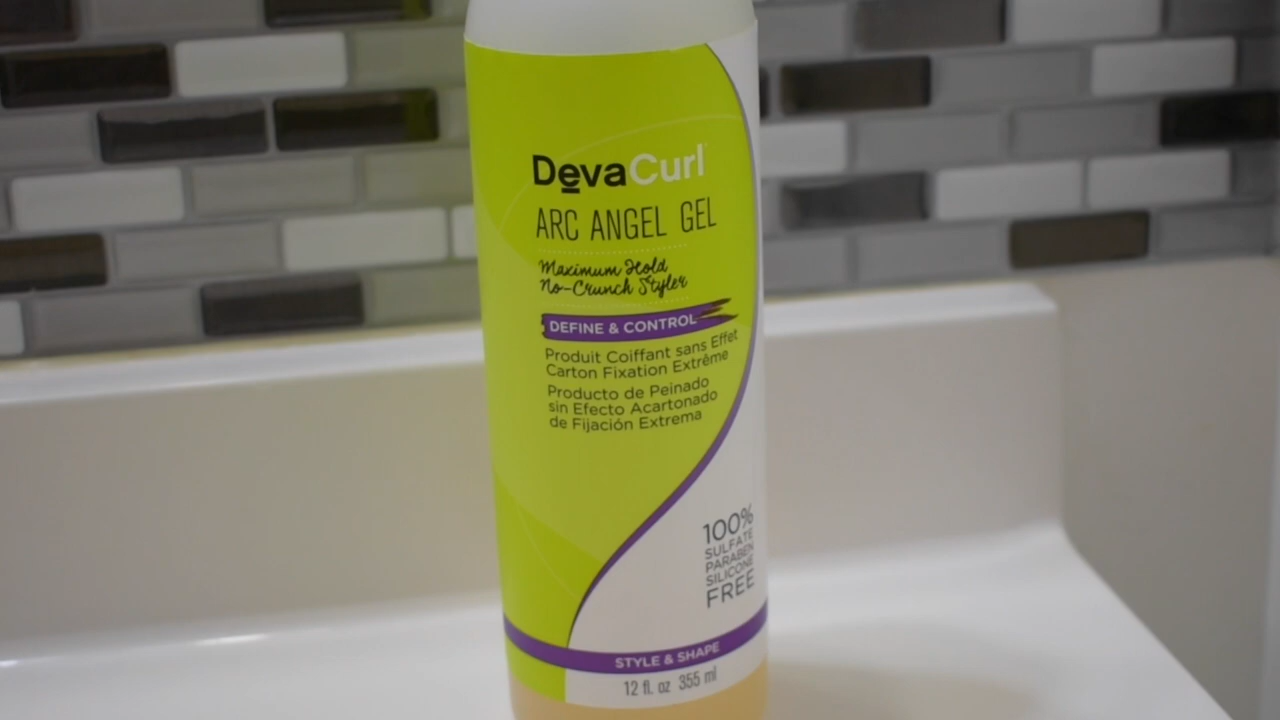 DevaCurl
ARC ANGEL GEL
Maximum Hold
No-Crunch Styler
DEFINE & CONTROL
Produit Coiffant sans Effet
Carton Fixation Extrême
Producto de Peinado
sin Efecto Acartonado
de Fijación Extrema
100%
SULFATE
PARABEN
SILICONE
FREE
STYLE & SHAPE
12 fl. oz 355 ml